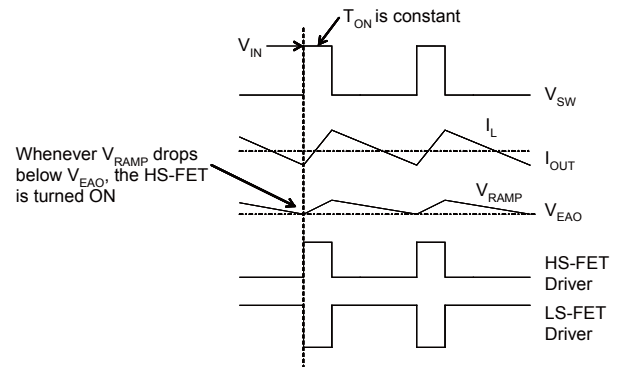 T_ON is constant
V_IN
V_SW
I_L
I_OUT
Whenever V_RAMP drops
below V_EAO, the HS-FET
is turned ON
V_RAMP
V_EAO
HS-FET
Driver
LS-FET
Driver